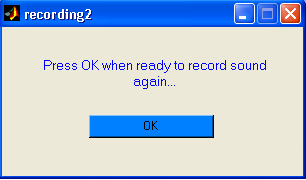 recording2
Press OK when ready to record sound
again...
OK